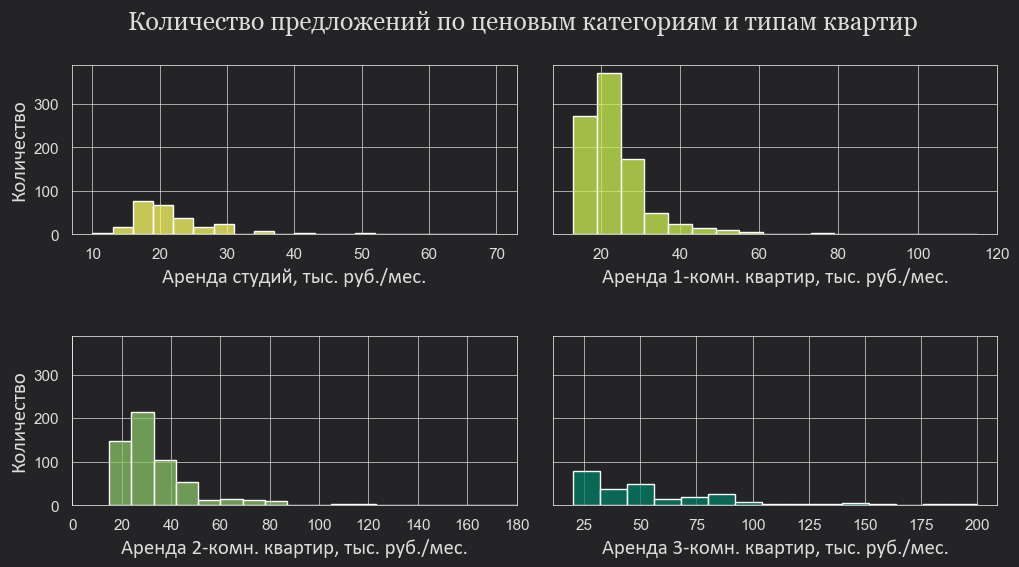 Количество предложений по ценовым категориям и типам квартир
Количество
300
200
100
0
10 20 30 40 50 60 70
Аренда студий, тыс. руб./мес.
20 40 60 80 100 120
Аренда 1-комн. квартир, тыс. руб./мес.
Количество
300
200
100
0
0 20 40 60 80 100 120 140 160 180
Аренда 2-комн. квартир, тыс. руб./мес.
25 50 75 100 125 150 175 200
Аренда 3-комн. квартир, тыс. руб./мес.